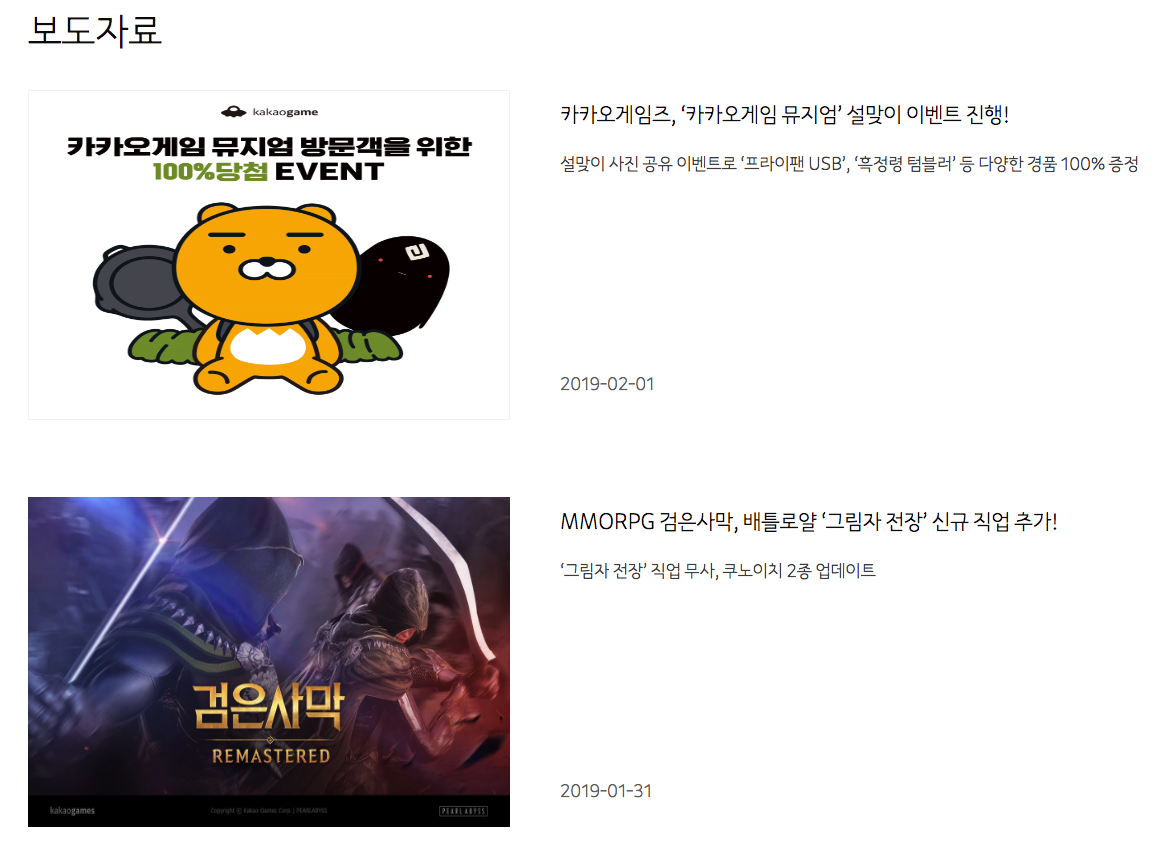 보도자료
kakaogame
카카오게임 뮤지엄 방문객을 위한
100%당첨 EVENT
카카오게임즈, ‘카카오게임 뮤지엄’ 설맞이 이벤트 진행!
설맞이 사진 공유 이벤트로 ‘프라이팬 USB’, ‘흑정령 텀블러’ 등 다양한 경품 100% 증정
2019-02-01
검은사막
REMASTERED
kakaogames
Copyright © Kakao Games Corp. | PEARLABYSS
PEARL ABYSS
MMORPG 검은사막, 배틀로얄 ‘그림자 전장’ 신규 직업 추가!
‘그림자 전장’ 직업 무사, 쿠노이치 2종 업데이트
2019-01-31